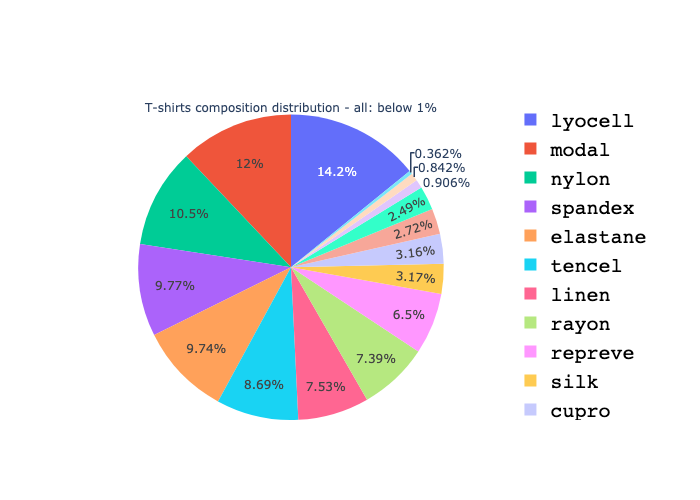 T-shirts composition distribution - all: below 1%
14.2%
0.362%
0.842%
0.906%
2.49%
2.72%
3.16%
3.17%
6.5%
7.39%
7.53%
8.69%
9.74%
9.77%
10.5%
12%
lyocell
modal
nylon
spandex
elastane
tencel
linen
rayon
repreve
silk
cupro